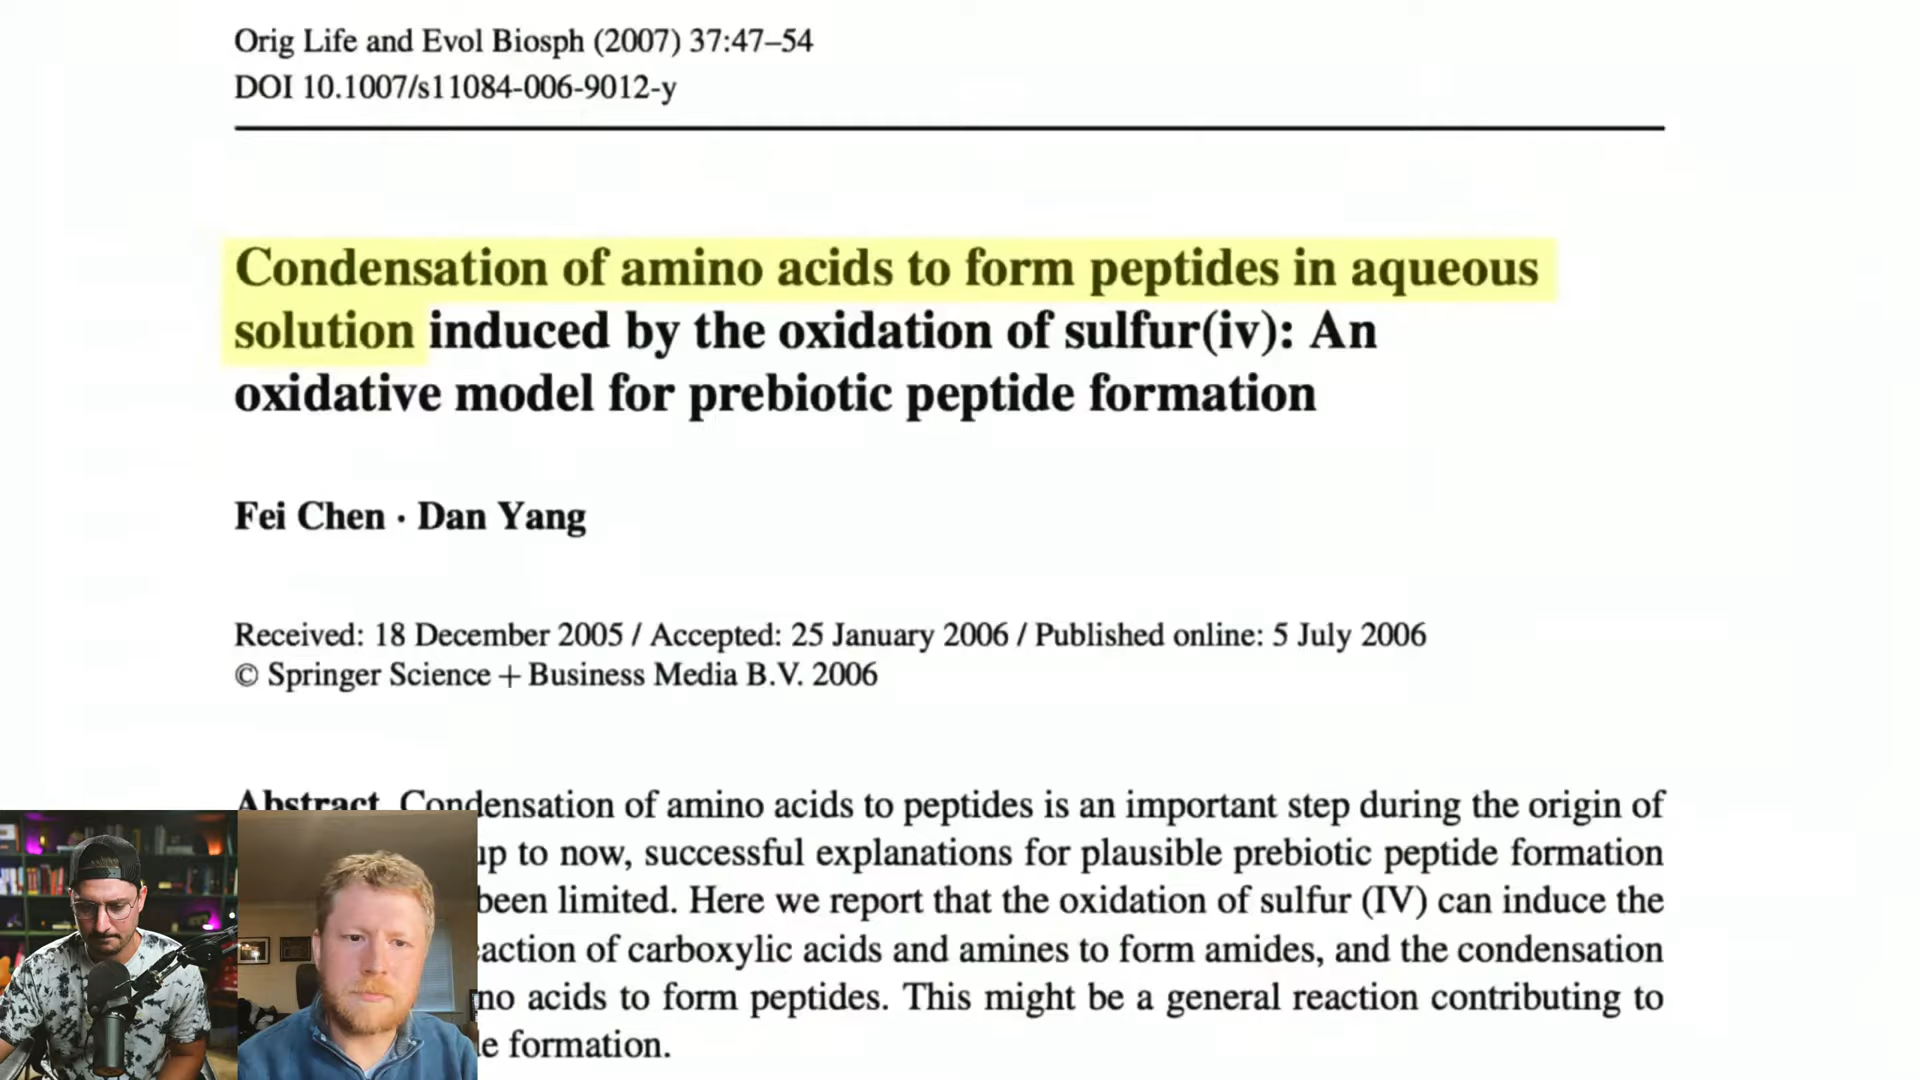 Orig Life and Evol Biosph (2007) 37:47–54
DOI 10.1007/s11084-006-9012-y
Condensation of amino acids to form peptides in aqueous
solution induced by the oxidation of sulfur(iv): An
oxidative model for prebiotic peptide formation
Fei Chen · Dan Yang
Received: 18 December 2005 / Accepted: 25 January 2006 / Published online: 5 July 2006
© Springer Science + Business Media B.V. 2006
Abstract Condensation of amino acids to peptides is an important step during the origin of
up to now, successful explanations for plausible prebiotic peptide formation
been limited. Here we report that the oxidation of sulfur (IV) can induce the
action of carboxylic acids and amines to form amides, and the condensation
no acids to form peptides. This might be a general reaction contributing to
e formation.